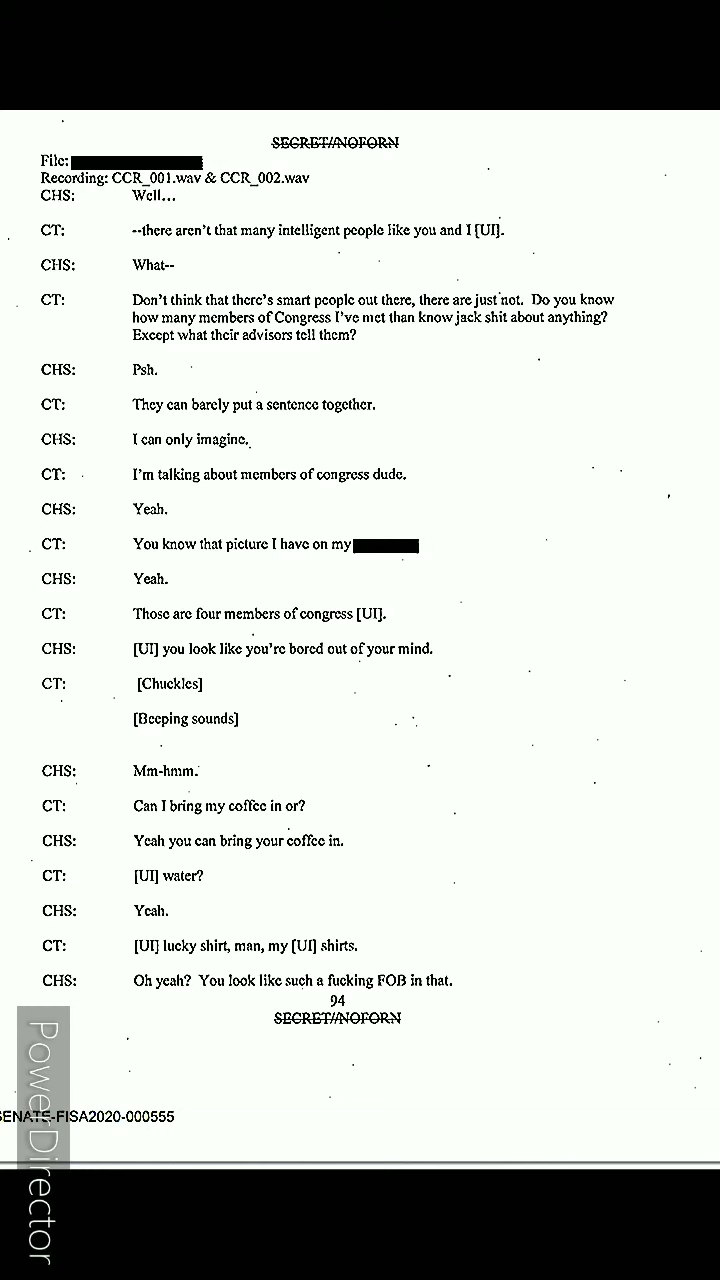 SECRET//NOFORN
File:
Recording: CCR_001.wav & CCR_002.wav
CHS: Well...
CT: --there aren't that many intelligent people like you and I [UI].
CHS: What--
CT: Don't think that there's smart people out there, there are just not. Do you know
how many members of Congress I've met than know jack shit about anything?
Except what their advisors tell them?
CHS: Psh.
CT: They can barely put a sentence together.
CHS: I can only imagine.
CT: I'm talking about members of congress dude.
CHS: Yeah.
CT: You know that picture I have on my
CHS: Yeah.
CT: Those are four members of congress [UI].
CHS: [UI] you look like you're bored out of your mind.
CT: [Chuckles]
[Beeping sounds]
CHS: Mm-hmm.
CT: Can I bring my coffee in or?
CHS: Yeah you can bring your coffee in.
CT: [UI] water?
CHS: Yeah.
CT: [UI] lucky shirt, man, my [UI] shirts.
CHS: Oh yeah? You look like such a fucking FOB in that.
94
SECRET//NOFORN
SENATE-FISA2020-000555
PowerDirector